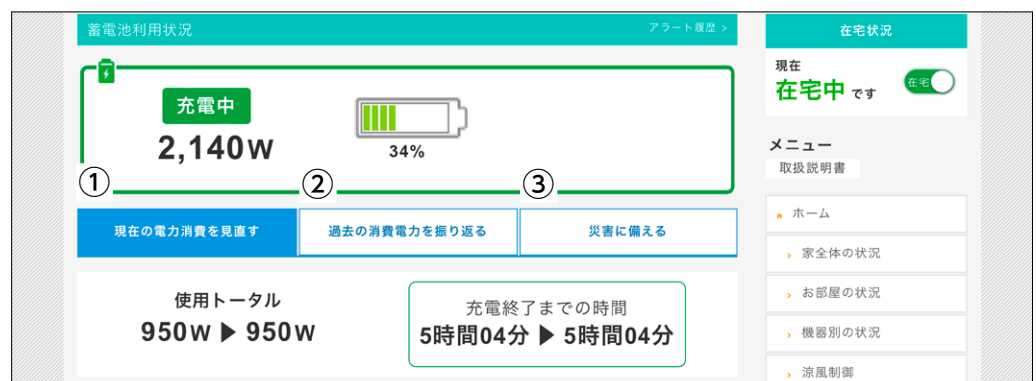 蓄電池利用状況
アラート履歴 >
充電中
2,140W
34%
①
②
③
現在の電力消費を見直す
過去の消費電力を振り返る
災害に備える
使用トータル
950W ▶ 950W
充電終了までの時間
5時間04分 ▶ 5時間04分
在宅状況
現在
在宅中 です
在宅
メニュー
取扱説明書
ホーム
› 家全体の状況
› お部屋の状況
› 機器別の状況
› 涼風制御